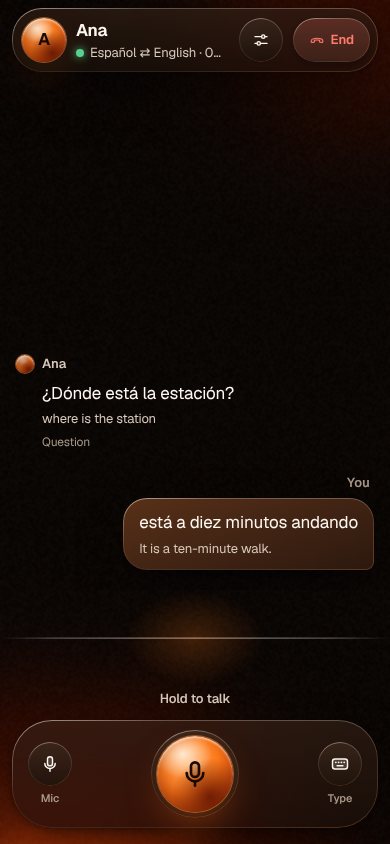 A
Ana
Español ⇄ English · 0...
End
Ana
¿Dónde está la estación?
where is the station
Question
You
está a diez minutos andando
It is a ten-minute walk.
Hold to talk
Mic
Type